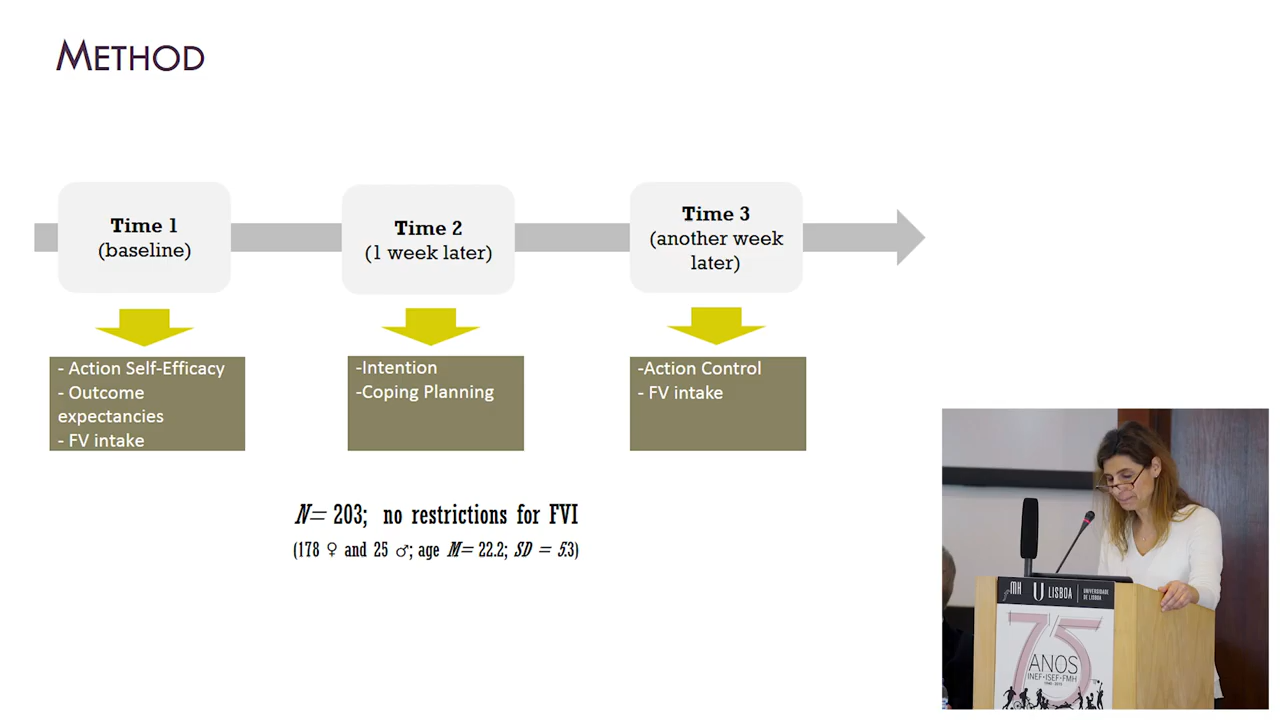 METHOD
Time 1
(baseline)
Time 2
(1 week later)
Time 3
(another week
later)
- Action Self-Efficacy
- Outcome
expectancies
- FV intake
-Intention
-Coping Planning
-Action Control
- FV intake
N= 203; no restrictions for FVI
(178 ♀ and 25 ♂; age M= 22.2; SD = 5.3)
MH
U LISBOA
UNIVERSIDADE
DE LISBOA
75
ANOS
INEF·ISEF·FMH